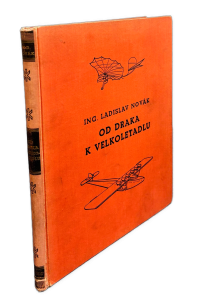 ING LADISLAV NOVÁK
OD DRAKA
K VELKOLETADLU